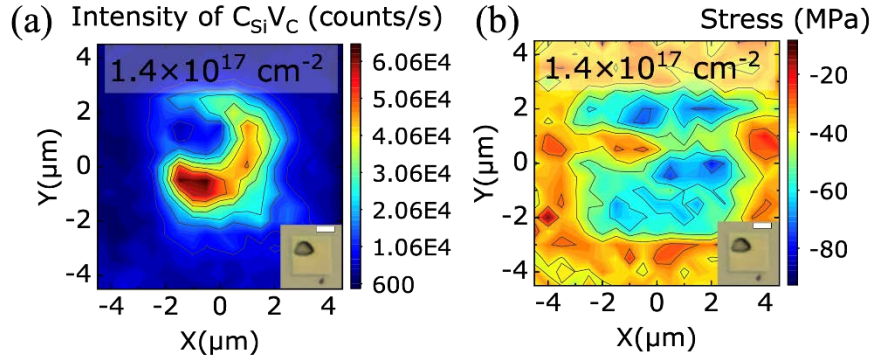 (a) Intensity of CSiVC (counts/s)
1.4×10^17 cm^-2
4
2
0
-2
-4
Y(μm)
-4 -2 0 2 4
X(μm)
6.06E4
5.06E4
4.06E4
3.06E4
2.06E4
1.06E4
600
(b) Stress (MPa)
1.4×10^17 cm^-2
4
2
0
-2
-4
Y(μm)
-4 -2 0 2 4
X(μm)
-20
-40
-60
-80